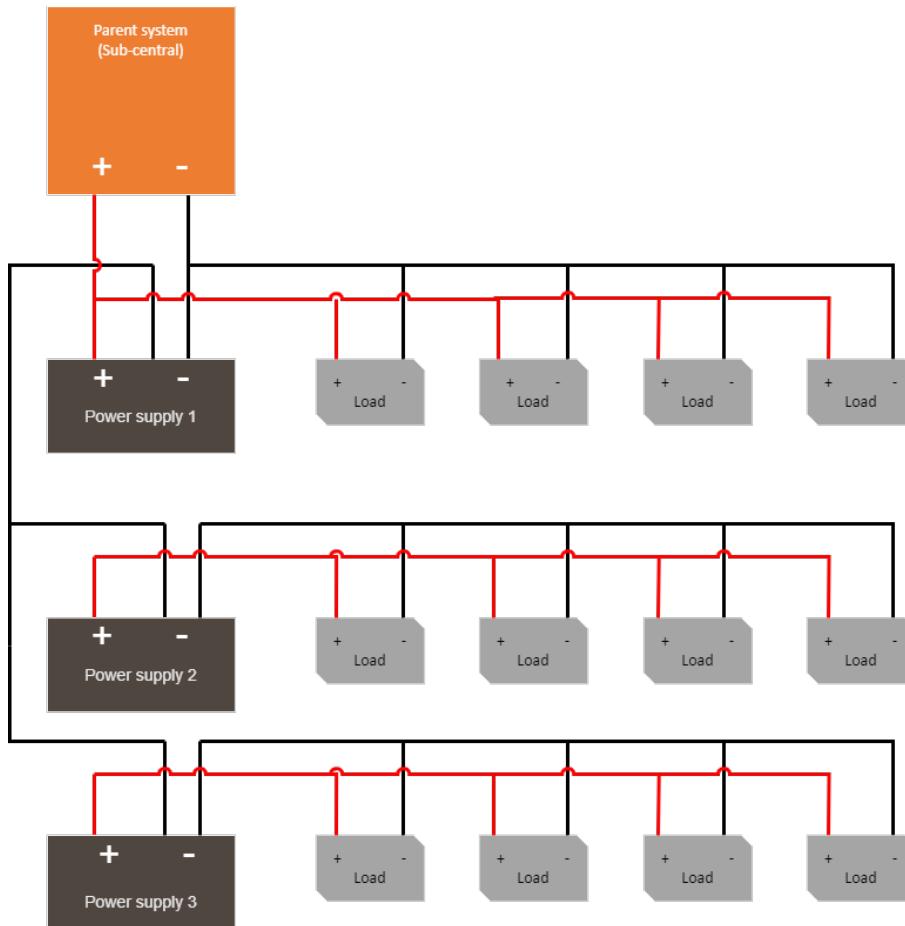 Parent system
(Sub-central)
+ -
+ -
Power supply 1
+ -
Load
+ -
Load
+ -
Load
+ -
Load
+ -
Power supply 2
+ -
Load
+ -
Load
+ -
Load
+ -
Load
+ -
Power supply 3
+ -
Load
+ -
Load
+ -
Load
+ -
Load